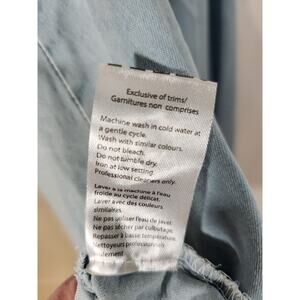 Exclusive of trims/
Garnitures non comprises
Machine wash in cold water at
a gentle cycle.
Wash with similar colours.
Do not bleach.
Do not tumble dry.
Iron at low setting.
Professional cleaners only.
Laver à la machine à l'eau
froide au cycle délicat.
Laver avec des couleurs
similaires.
Ne pas utiliser l'eau de javel.
Ne pas sécher par culbutage.
Repasser à basse température.
Nettoyeurs professionnels
seulement.